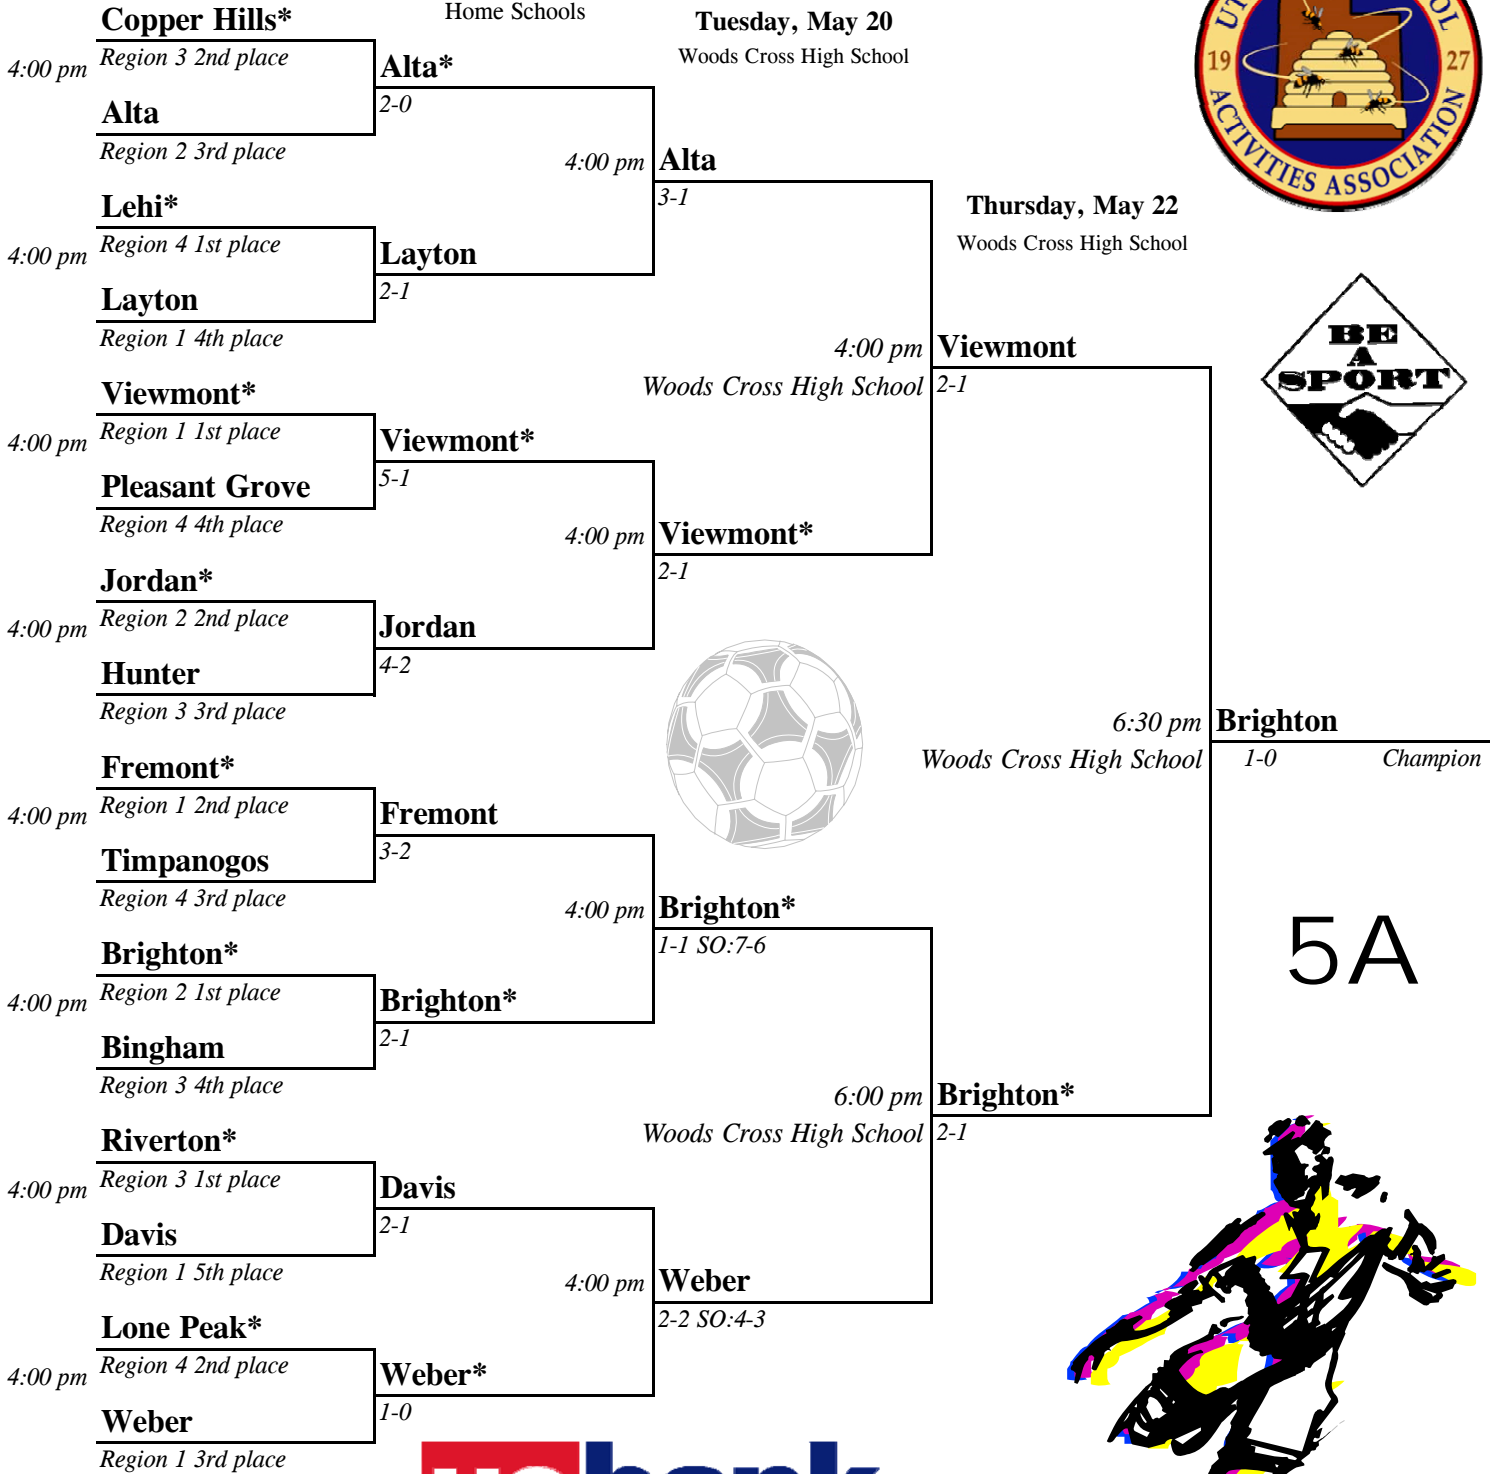 Copper Hills*
Region 3 2nd place
4:00 pm
Alta
Region 2 3rd place
Lehi*
Region 4 1st place
4:00 pm
Layton
Region 1 4th place
Viewmont*
Region 1 1st place
4:00 pm
Pleasant Grove
Region 4 4th place
Jordan*
Region 2 2nd place
4:00 pm
Hunter
Region 3 3rd place
Fremont*
Region 1 2nd place
4:00 pm
Timpanogos
Region 4 3rd place
Brighton*
Region 2 1st place
4:00 pm
Bingham
Region 3 4th place
Riverton*
Region 3 1st place
4:00 pm
Davis
Region 1 5th place
Lone Peak*
Region 4 2nd place
4:00 pm
Weber
Region 1 3rd place
Home Schools
Alta*
2-0
Layton
2-1
Viewmont*
5-1
Jordan
4-2
Fremont
3-2
Brighton*
2-1
Davis
2-1
Weber*
1-0
Tuesday, May 20
Woods Cross High School
4:00 pm
Alta
3-1
4:00 pm
Viewmont*
2-1
4:00 pm
Brighton*
1-1 SO:7-6
4:00 pm
Weber
2-2 SO:4-3
Thursday, May 22
Woods Cross High School
4:00 pm
Viewmont
Woods Cross High School
2-1
6:00 pm
Brighton*
Woods Cross High School
2-1
6:30 pm
Brighton
Woods Cross High School
1-0
Champion
19 27
ACTIVITIES ASSOCIATION
BE
A
SPORT
5A
bank